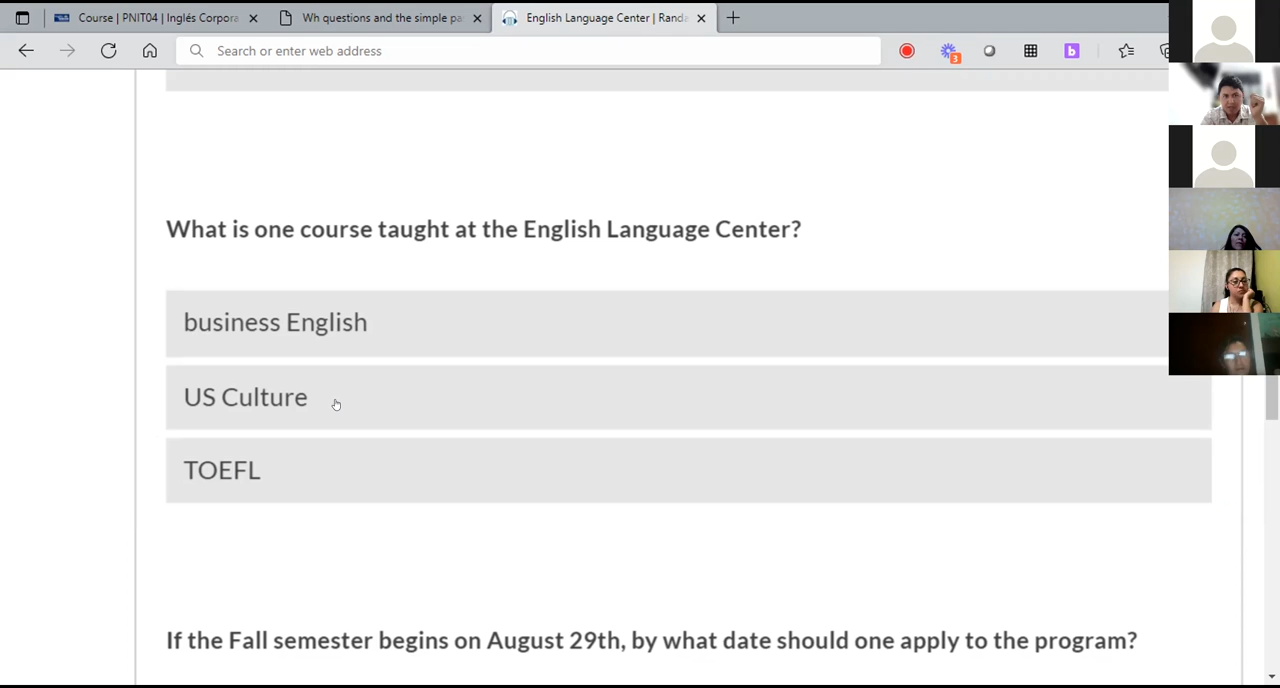 Course | PNIT04 | Inglés Corpora
Wh questions and the simple pa
English Language Center | Randa
Search or enter web address
3
b
What is one course taught at the English Language Center?
business English
US Culture
TOEFL
If the Fall semester begins on August 29th, by what date should one apply to the program?